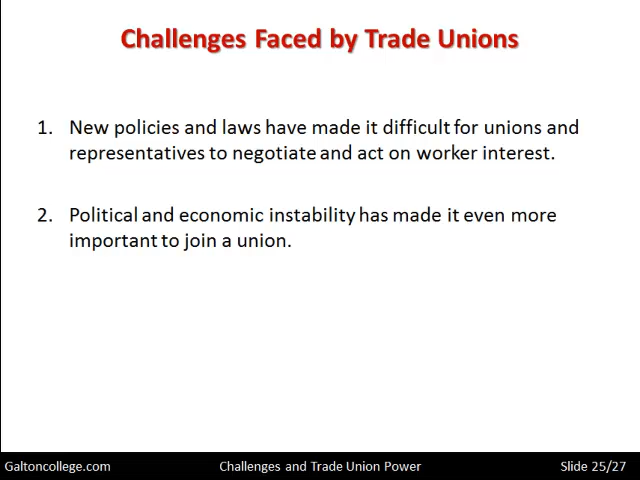 Challenges Faced by Trade Unions
1. New policies and laws have made it difficult for unions and
representatives to negotiate and act on worker interest.
2. Political and economic instability has made it even more
important to join a union.
Galtoncollege.com Challenges and Trade Union Power Slide 25/27